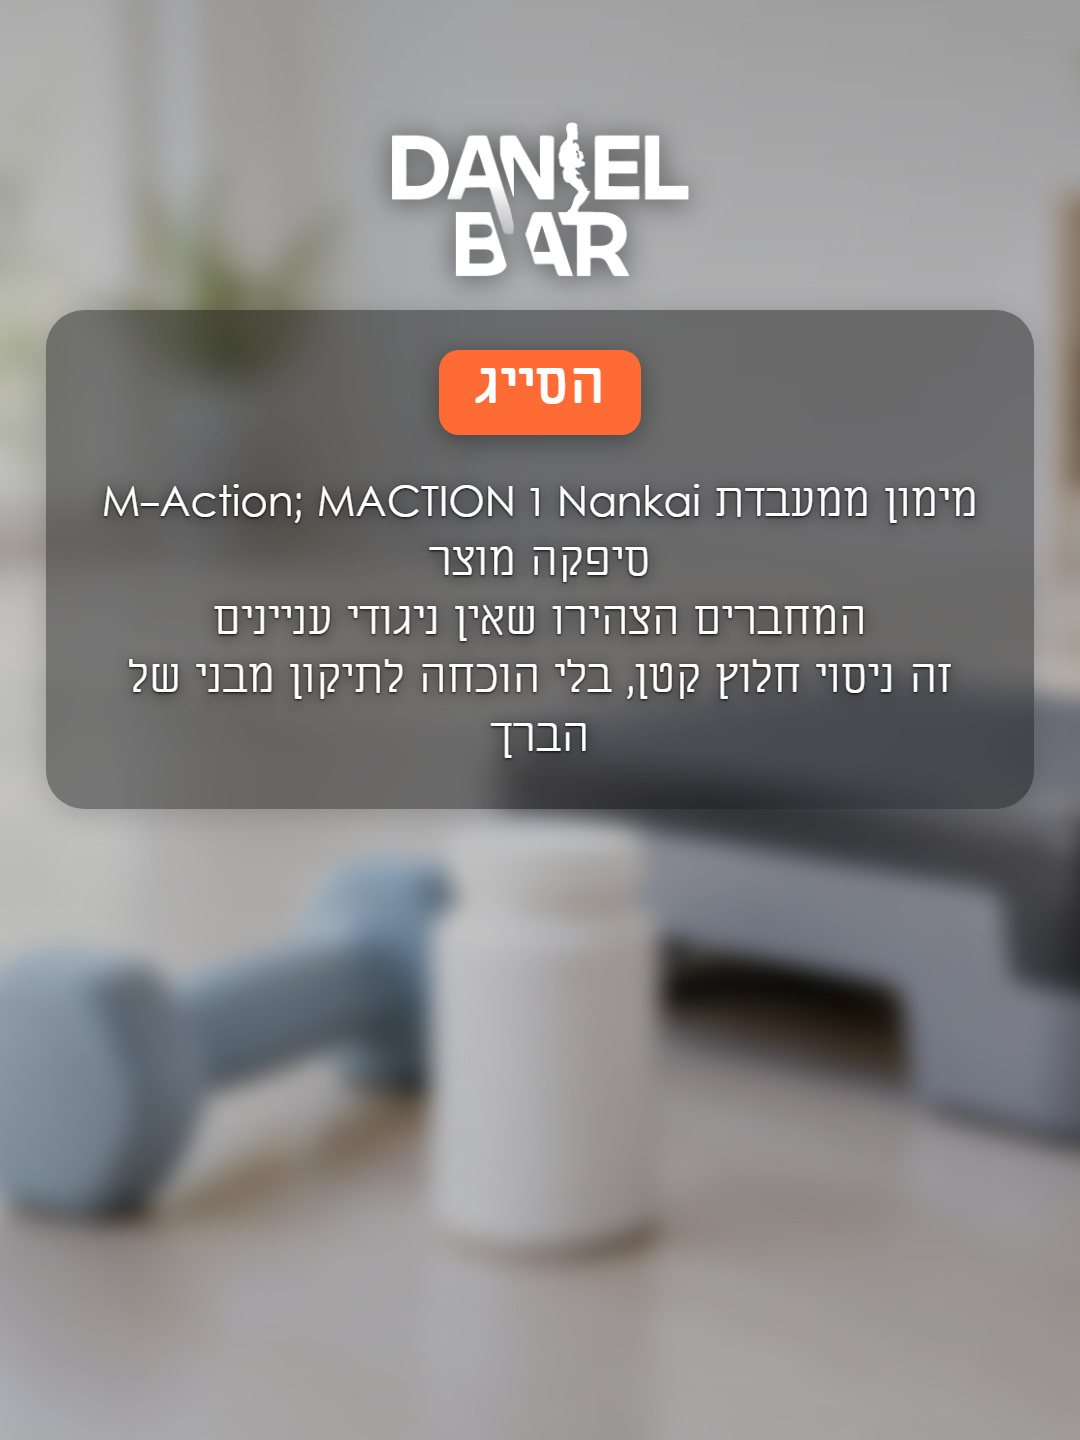 DANIEL
BAR
הסייג
מימון ממעבדת Nankai ו M-Action; MACTION
סיפקה מוצר
המחברים הצהירו שאין ניגודי עניינים
זה ניסוי חלוץ קטן, בלי הוכחה לתיקון מבני של
הברך